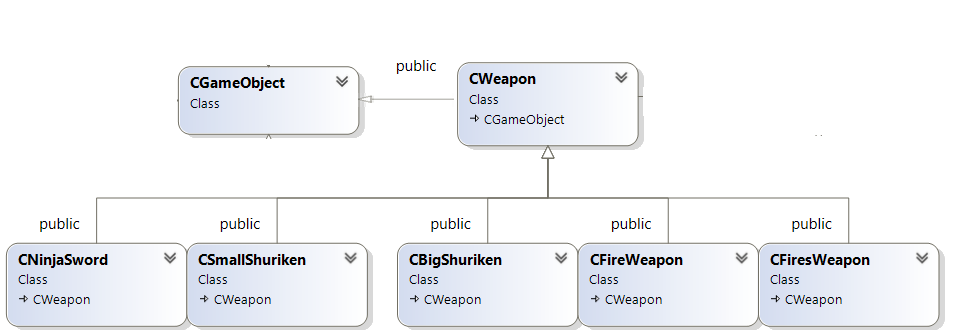 public
CGameObject
Class
CWeapon
Class
CGameObject
public
public
public
public
public
CNinjaSword
Class
CWeapon
CSmallShuriken
Class
CWeapon
CBigShuriken
Class
CWeapon
CFireWeapon
Class
CWeapon
CFiresWeapon
Class
CWeapon